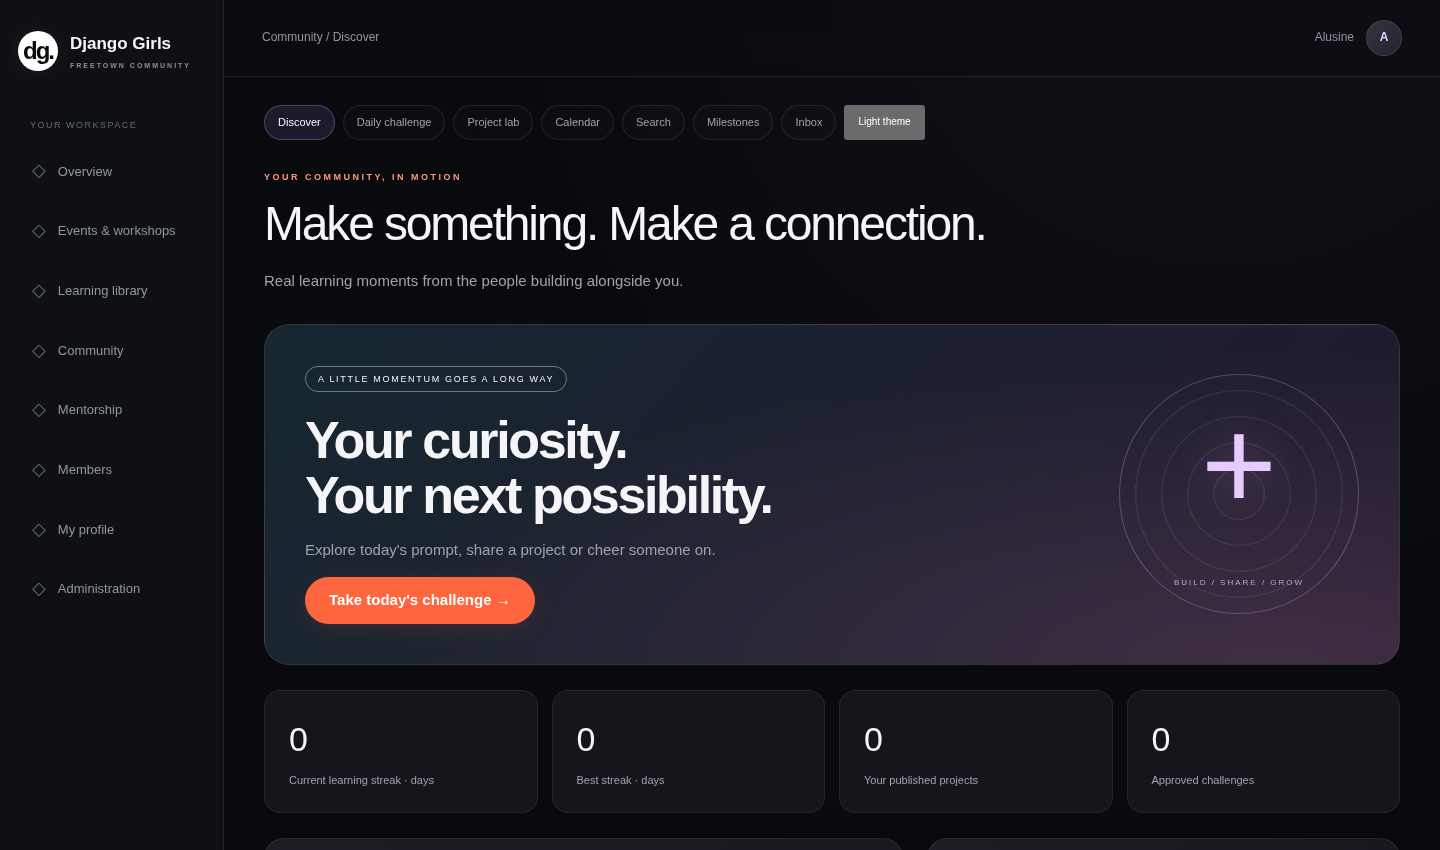 dg.
Django Girls
FREETOWN COMMUNITY
YOUR WORKSPACE
Overview
Events & workshops
Learning library
Community
Mentorship
Members
My profile
Administration
Community / Discover
Alusine
A
Discover
Daily challenge
Project lab
Calendar
Search
Milestones
Inbox
Light theme
YOUR COMMUNITY, IN MOTION
Make something. Make a connection.
Real learning moments from the people building alongside you.
A LITTLE MOMENTUM GOES A LONG WAY
Your curiosity.
Your next possibility.
Explore today's prompt, share a project or cheer someone on.
Take today's challenge →
+
BUILD / SHARE / GROW
0
Current learning streak · days
0
Best streak · days
0
Your published projects
0
Approved challenges